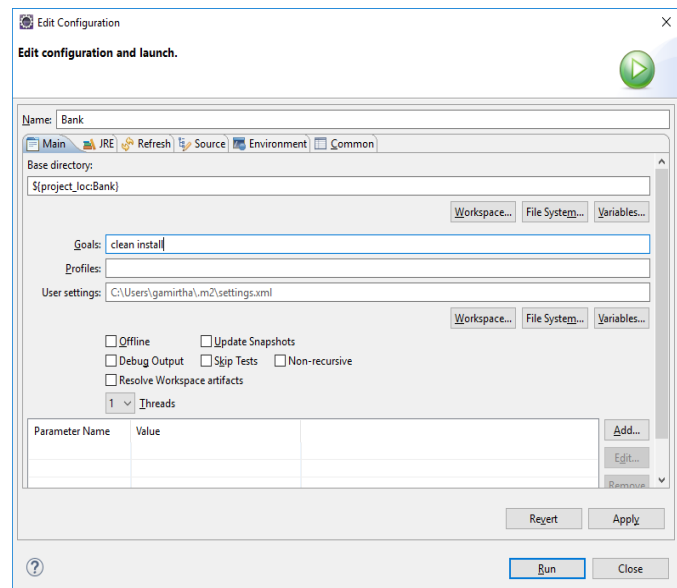 Edit Configuration
Edit configuration and launch.
Name: Bank
Main JRE Refresh Source Environment Common
Base directory:
${project_loc:Bank}
Workspace... File System... Variables...
Goals: clean install
Profiles:
User settings: C:\Users\gamirtha\.m2\settings.xml
Workspace... File System... Variables...
Offline Update Snapshots
Debug Output Skip Tests Non-recursive
Resolve Workspace artifacts
1 Threads
Parameter Name Value Add...
Edit...
Remove
Revert Apply
? Run Close